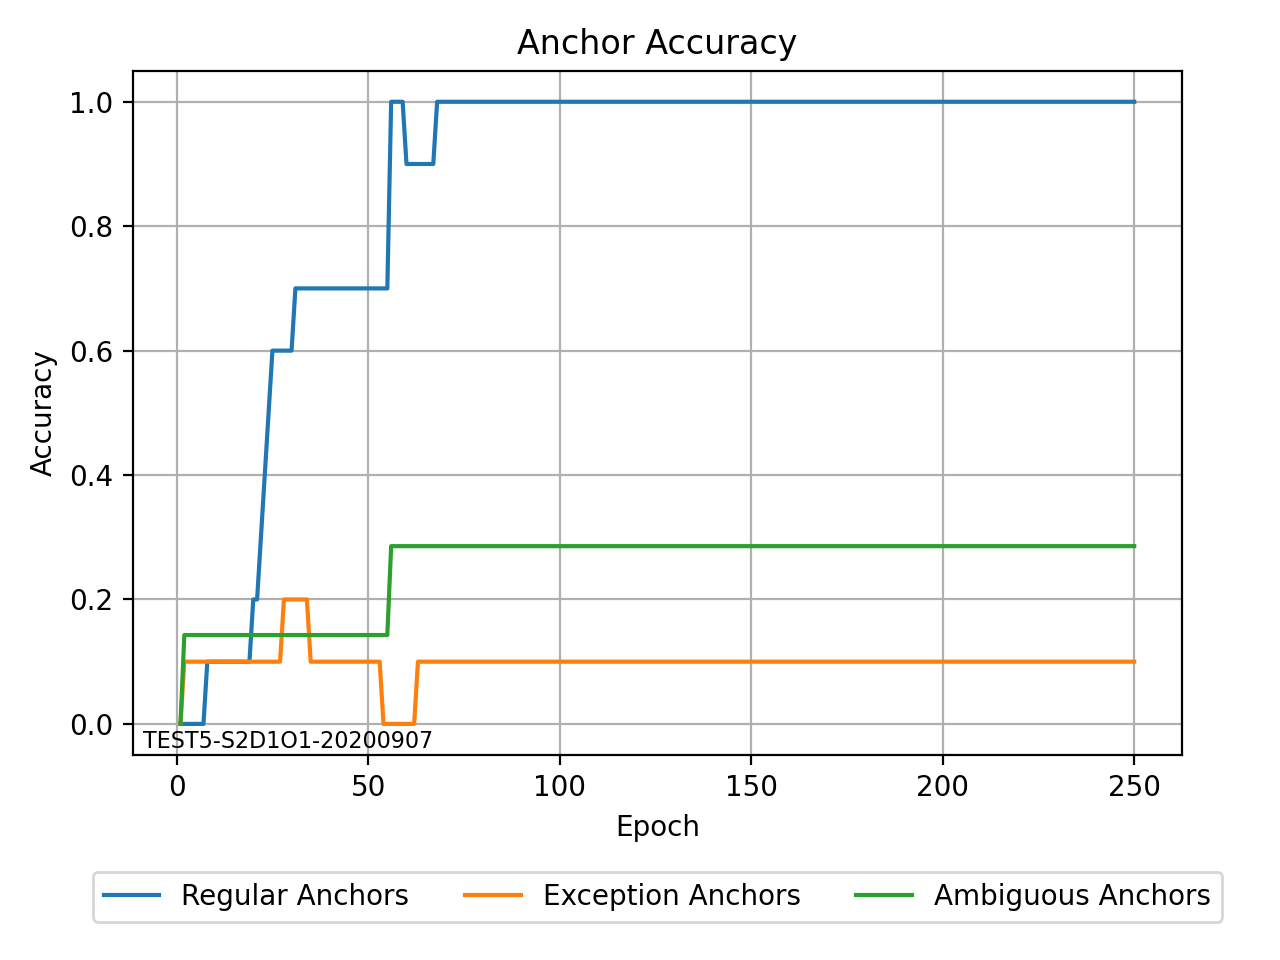 Anchor Accuracy
1.0
0.8
0.6
0.4
0.2
0.0
Accuracy
TEST5-S2D1O1-20200907
0 50 100 150 200 250
Epoch
Regular Anchors Exception Anchors Ambiguous Anchors